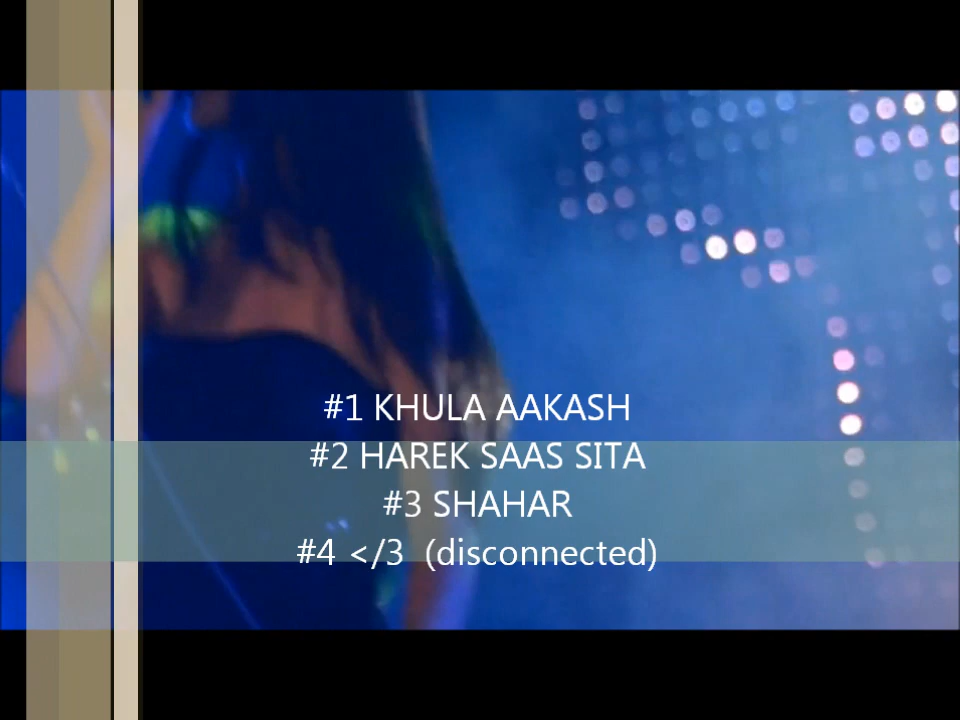 #1 KHULA AAKASH
#2 HAREK SAAS SITA
#3 SHAHAR
#4 </3 (disconnected)